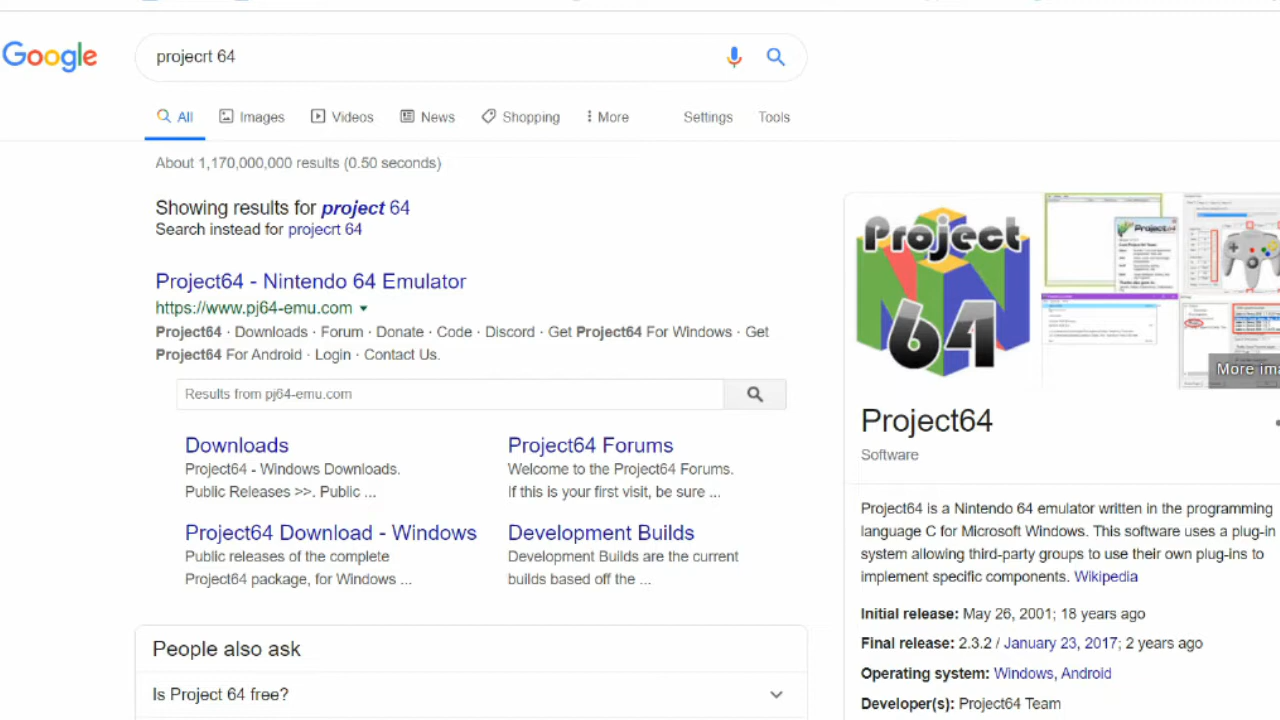 Google
projecrt 64
All Images Videos News Shopping More Settings Tools
About 1,170,000,000 results (0.50 seconds)
Showing results for project 64
Search instead for projecrt 64
Project64 - Nintendo 64 Emulator
https://www.pj64-emu.com
Project64 · Downloads · Forum · Donate · Code · Discord · Get Project64 For Windows · Get
Project64 For Android · Login · Contact Us.
Results from pj64-emu.com
Downloads
Project64 - Windows Downloads.
Public Releases >>. Public ...
Project64 Forums
Welcome to the Project64 Forums.
If this is your first visit, be sure ...
Project64 Download - Windows
Public releases of the complete
Project64 package, for Windows ...
Development Builds
Development Builds are the current
builds based off the ...
People also ask
Is Project 64 free?
Project
64
Project64
More ima
Project64
Software
Project64 is a Nintendo 64 emulator written in the programming
language C for Microsoft Windows. This software uses a plug-in
system allowing third-party groups to use their own plug-ins to
implement specific components. Wikipedia
Initial release: May 26, 2001; 18 years ago
Final release: 2.3.2 / January 23, 2017; 2 years ago
Operating system: Windows, Android
Developer(s): Project64 Team